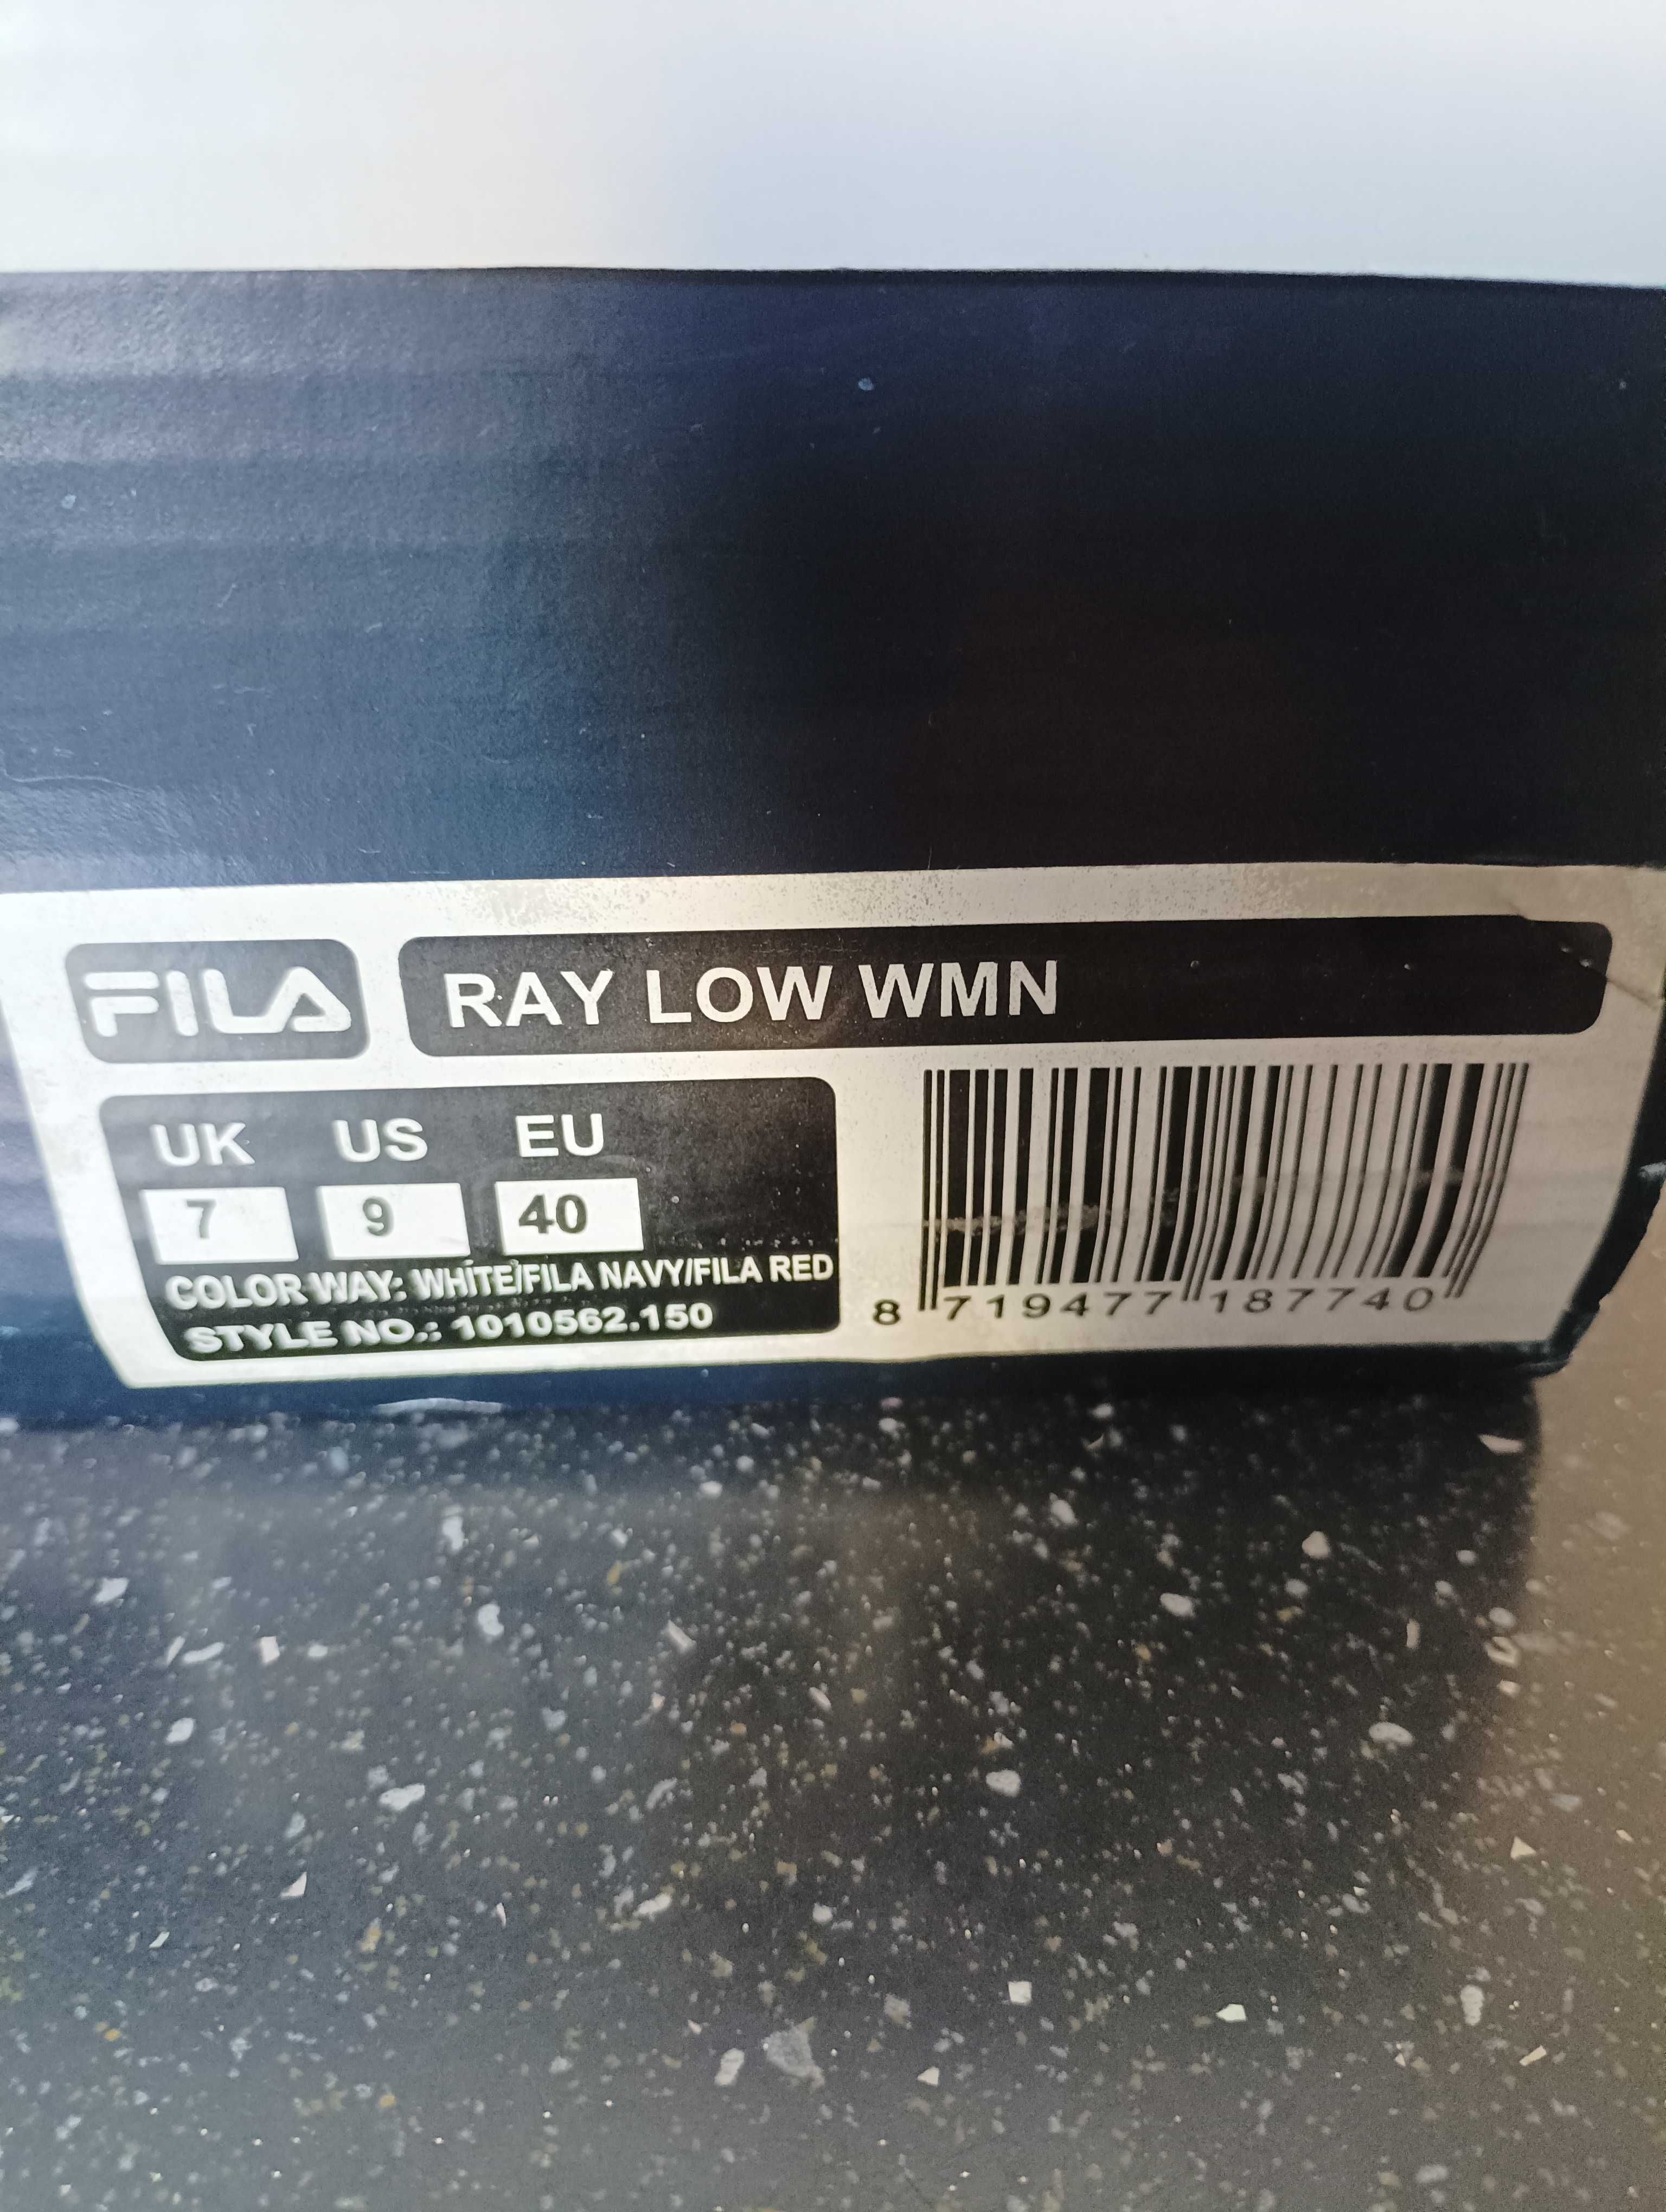 FILA RAY LOW WMN
UK US EU
7 9 40
COLOR WAY: WHITE/FILA NAVY/FILA RED
STYLE NO.: 1010562.150
8 719477 187740